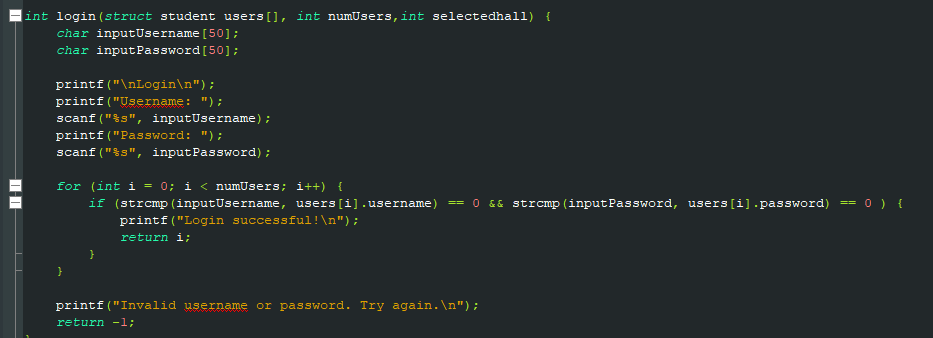 int login(struct student users[], int numUsers,int selectedhall) {
    char inputUsername[50];
    char inputPassword[50];

    printf("\nLogin\n");
    printf("Username: ");
    scanf("%s", inputUsername);
    printf("Password: ");
    scanf("%s", inputPassword);

    for (int i = 0; i < numUsers; i++) {
        if (strcmp(inputUsername, users[i].username) == 0 && strcmp(inputPassword, users[i].password) == 0 ) {
            printf("Login successful!\n");
            return i;
        }
    }

    printf("Invalid username or password. Try again.\n");
    return -1;